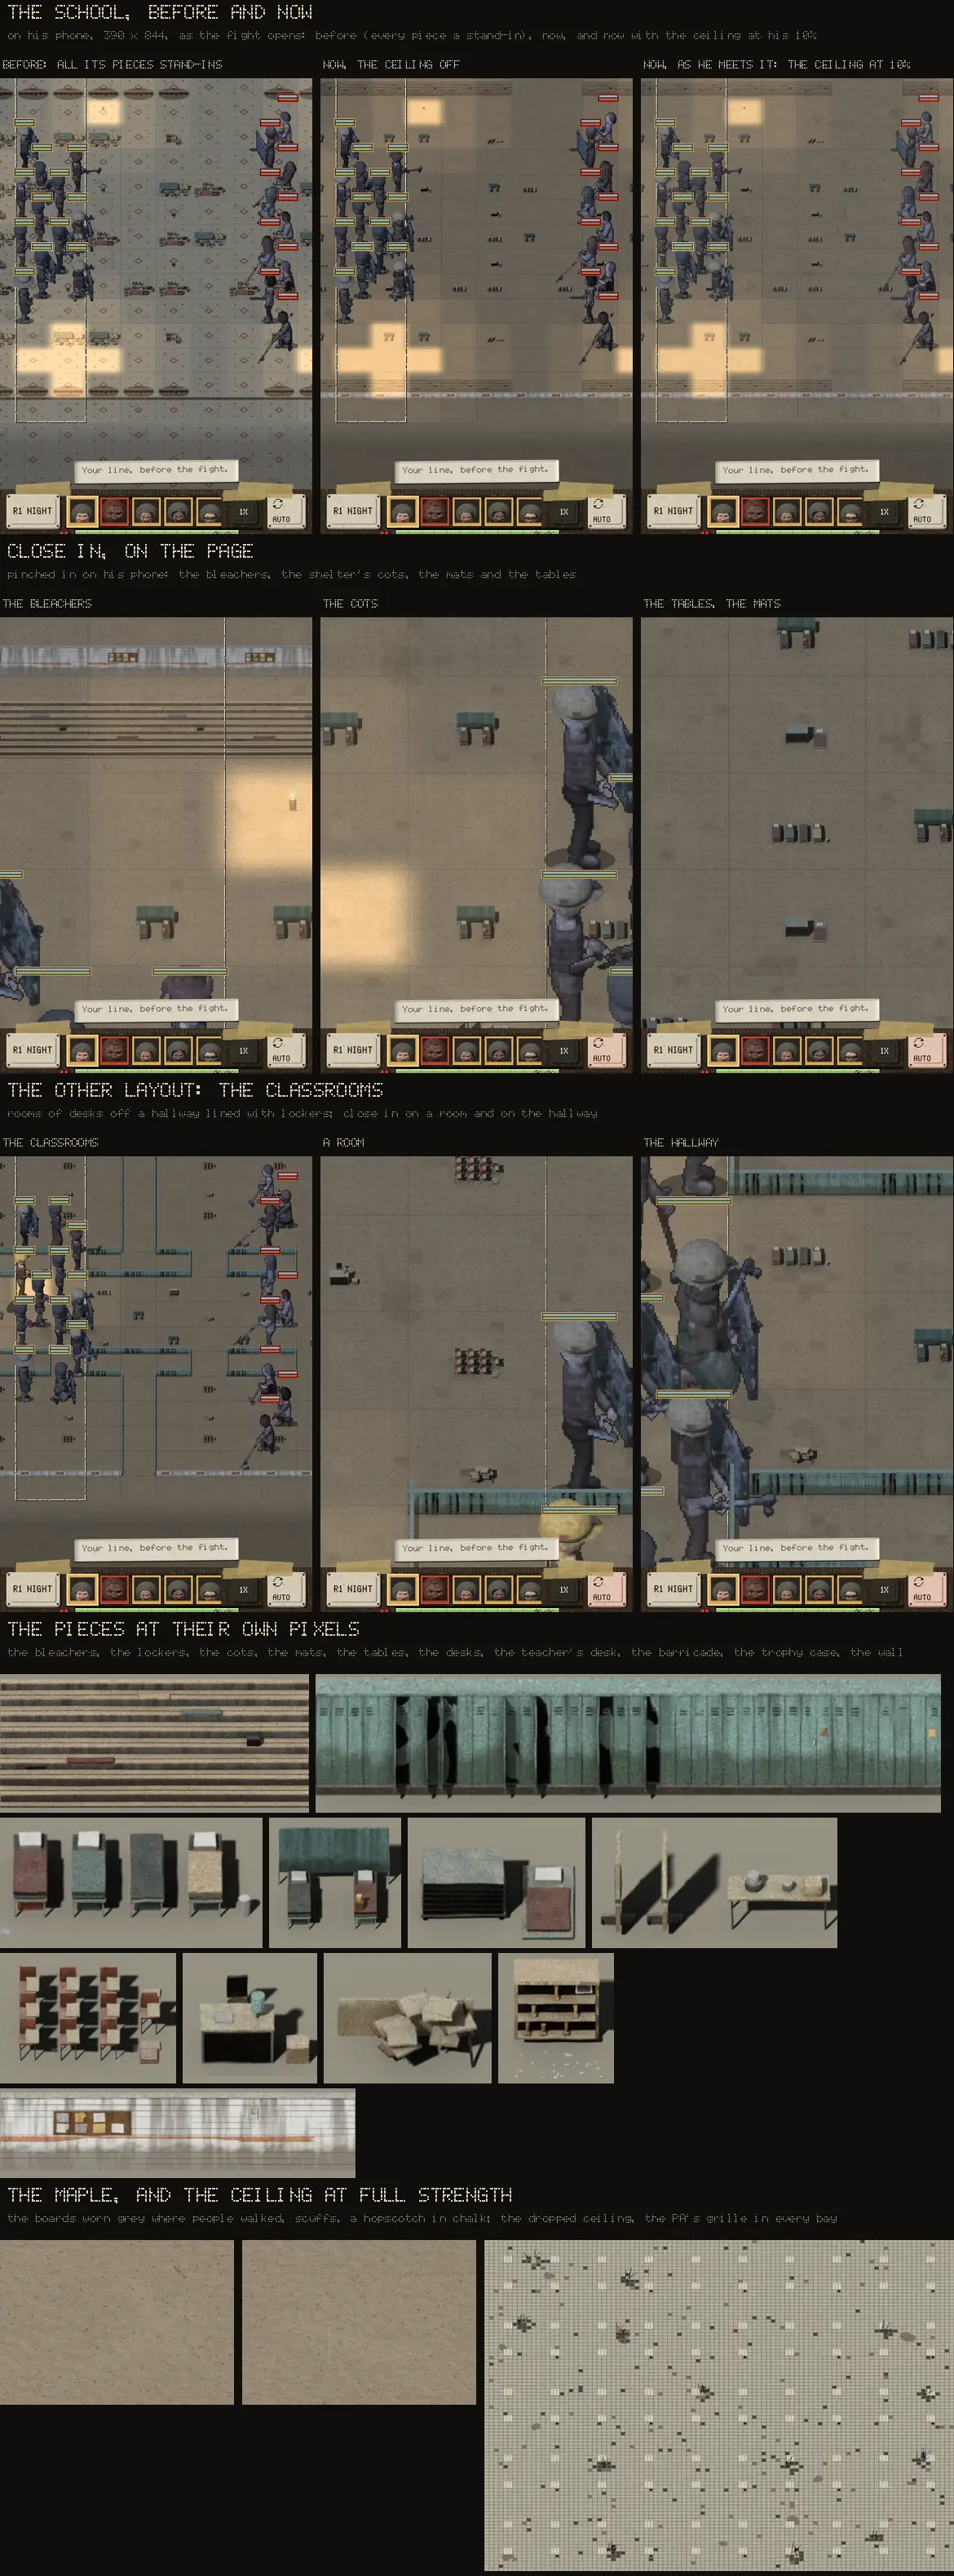 THE SCHOOL, BEFORE AND NOW
on his phone, 390 x 844, as the fight opens: before (every piece a stand-in), now, and now with the ceiling at his 10%
BEFORE: ALL ITS PIECES STAND-INS
NOW, THE CEILING OFF
NOW, AS HE MEETS IT: THE CEILING AT 10%
Your line, before the fight.
Your line, before the fight.
Your line, before the fight.
R1 NIGHT
1X
AUTO
R1 NIGHT
1X
AUTO
R1 NIGHT
1X
AUTO
CLOSE IN, ON THE PAGE
pinched in on his phone: the bleachers, the shelter's cots, the mats and the tables
THE BLEACHERS
THE COTS
THE TABLES, THE MATS
Your line, before the fight.
Your line, before the fight.
Your line, before the fight.
R1 NIGHT
1X
AUTO
R1 NIGHT
1X
AUTO
R1 NIGHT
1X
AUTO
THE OTHER LAYOUT: THE CLASSROOMS
rooms of desks off a hallway lined with lockers; close in on a room and on the hallway
THE CLASSROOMS
A ROOM
THE HALLWAY
Your line, before the fight.
Your line, before the fight.
Your line, before the fight.
R1 NIGHT
1X
AUTO
R1 NIGHT
1X
AUTO
R1 NIGHT
1X
AUTO
THE PIECES AT THEIR OWN PIXELS
the bleachers, the lockers, the cots, the mats, the tables, the desks, the teacher's desk, the barricade, the trophy case, the wall
THE MAPLE, AND THE CEILING AT FULL STRENGTH
the boards worn grey where people walked, scuffs, a hopscotch in chalk; the dropped ceiling, the PA's grille in every bay